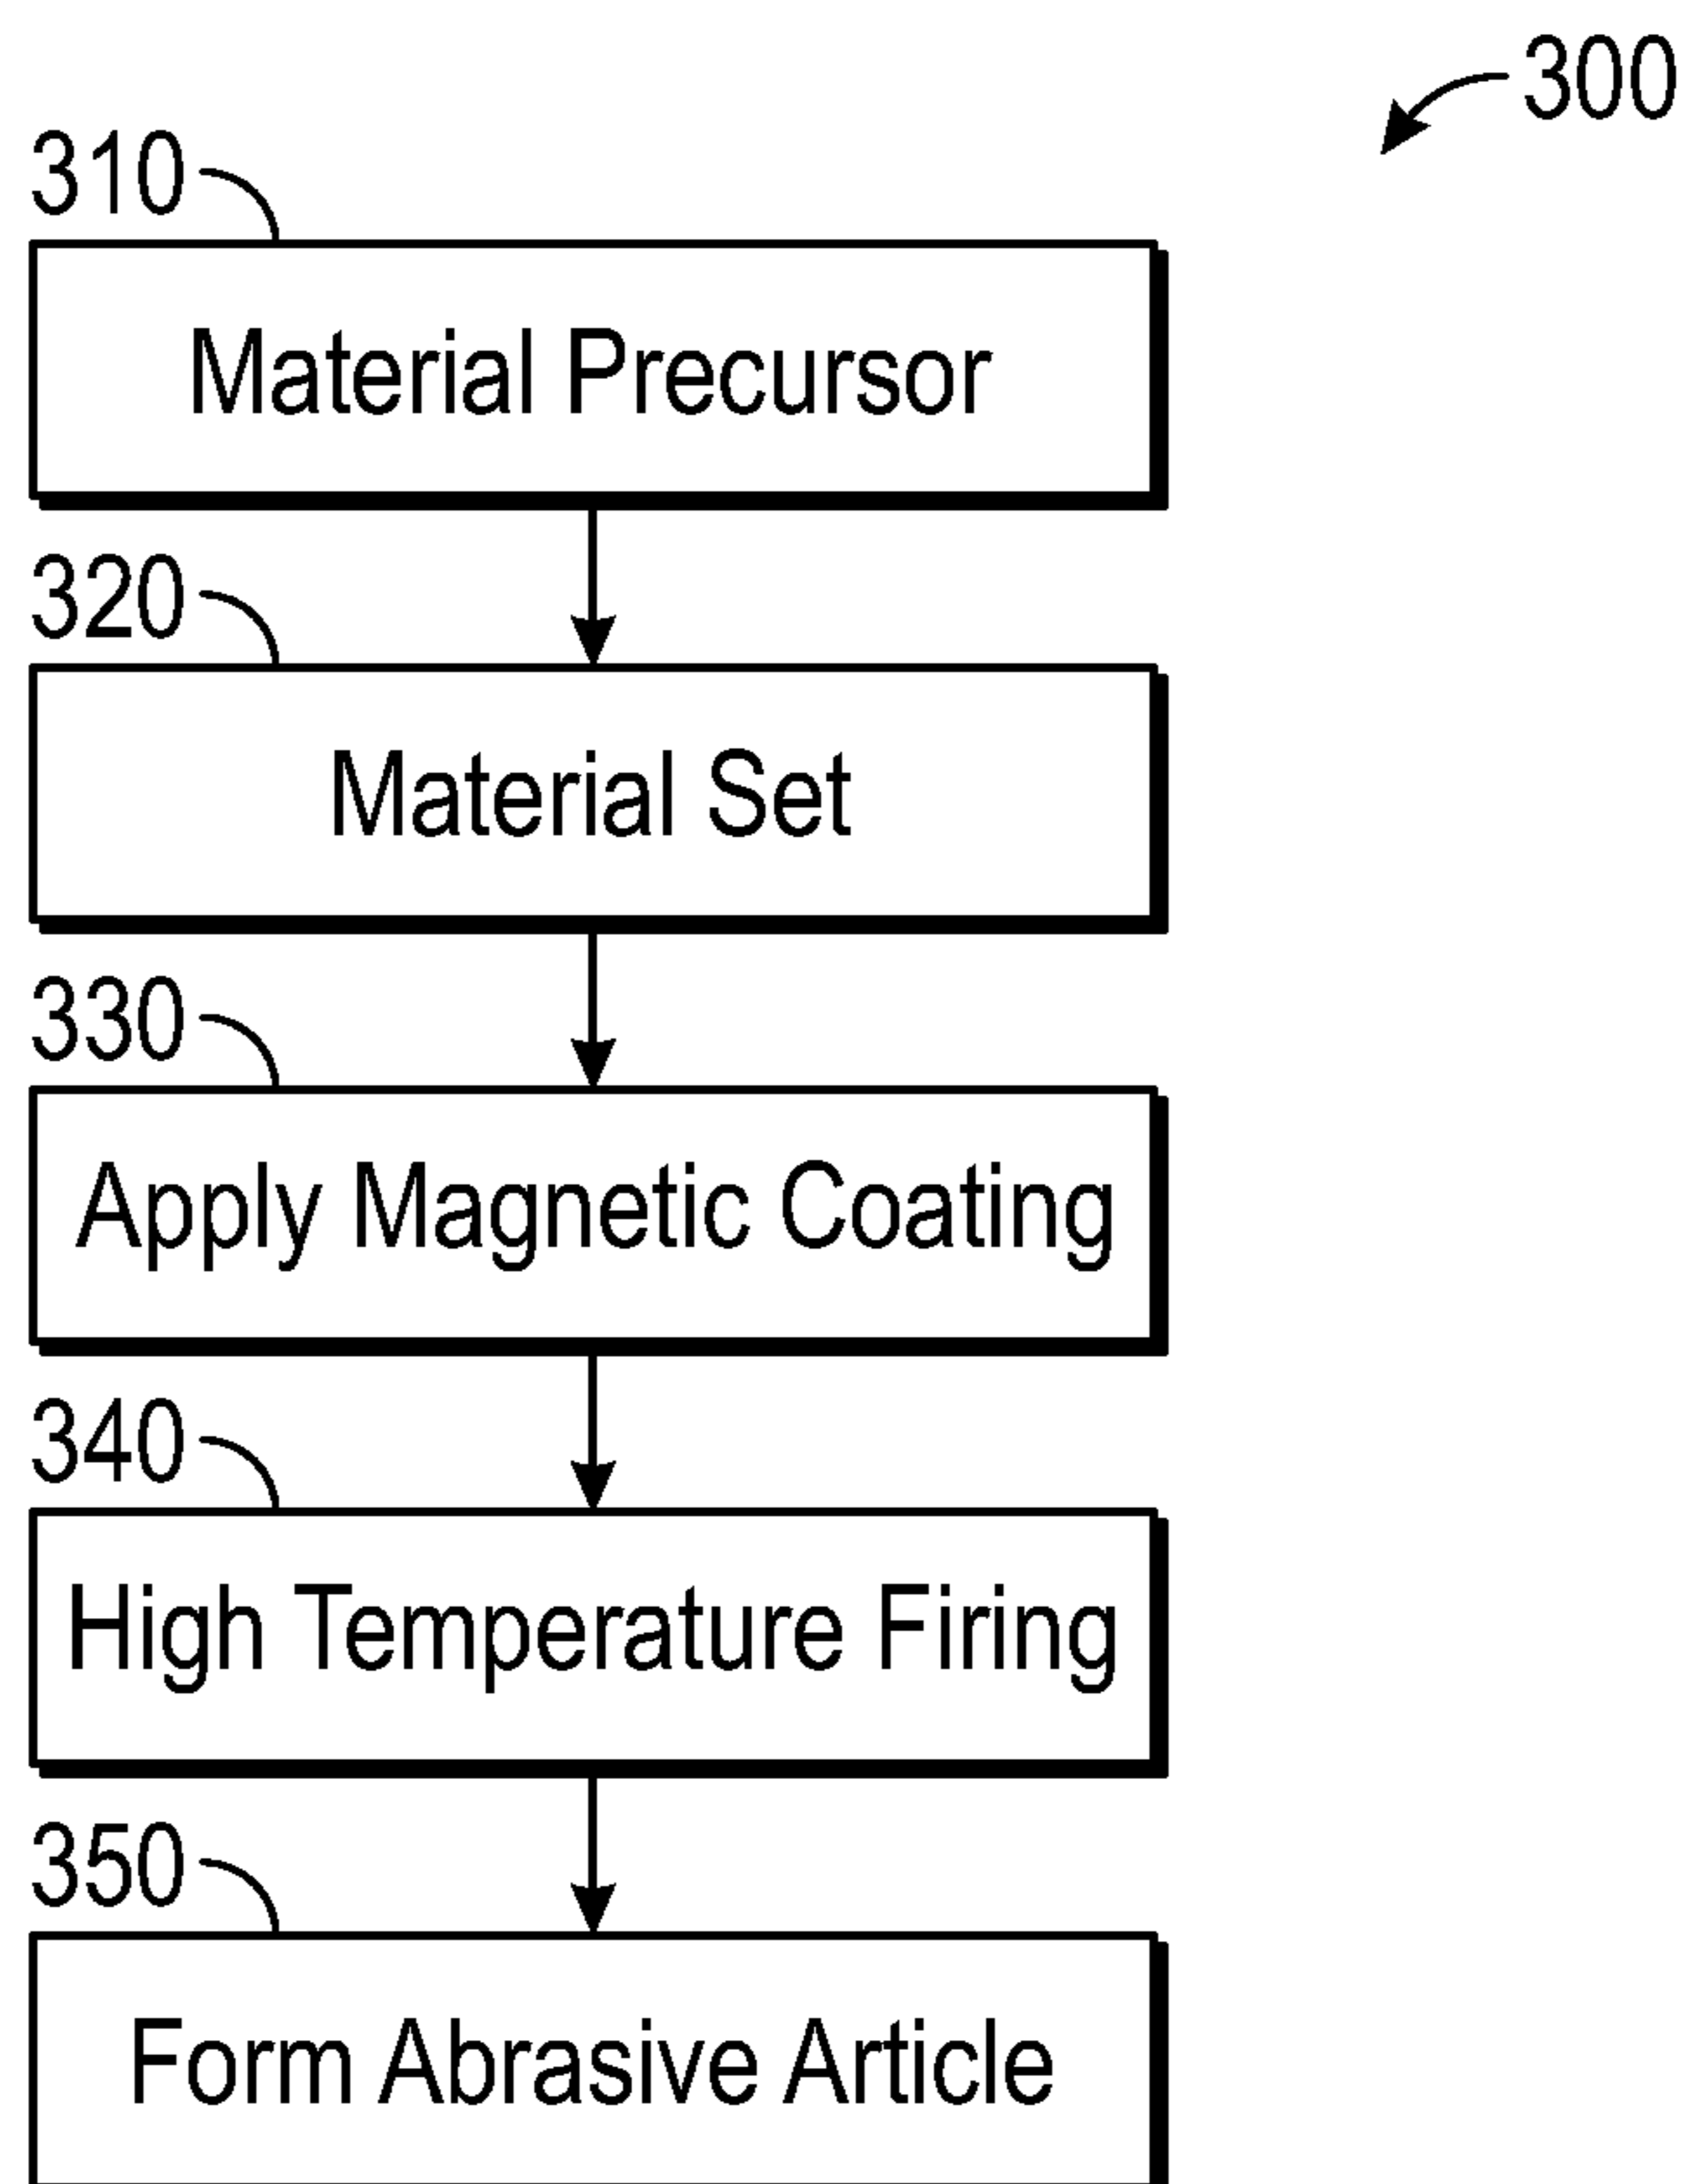 300
310
Material Precursor
320
Material Set
330
Apply Magnetic Coating
340
High Temperature Firing
350
Form Abrasive Article